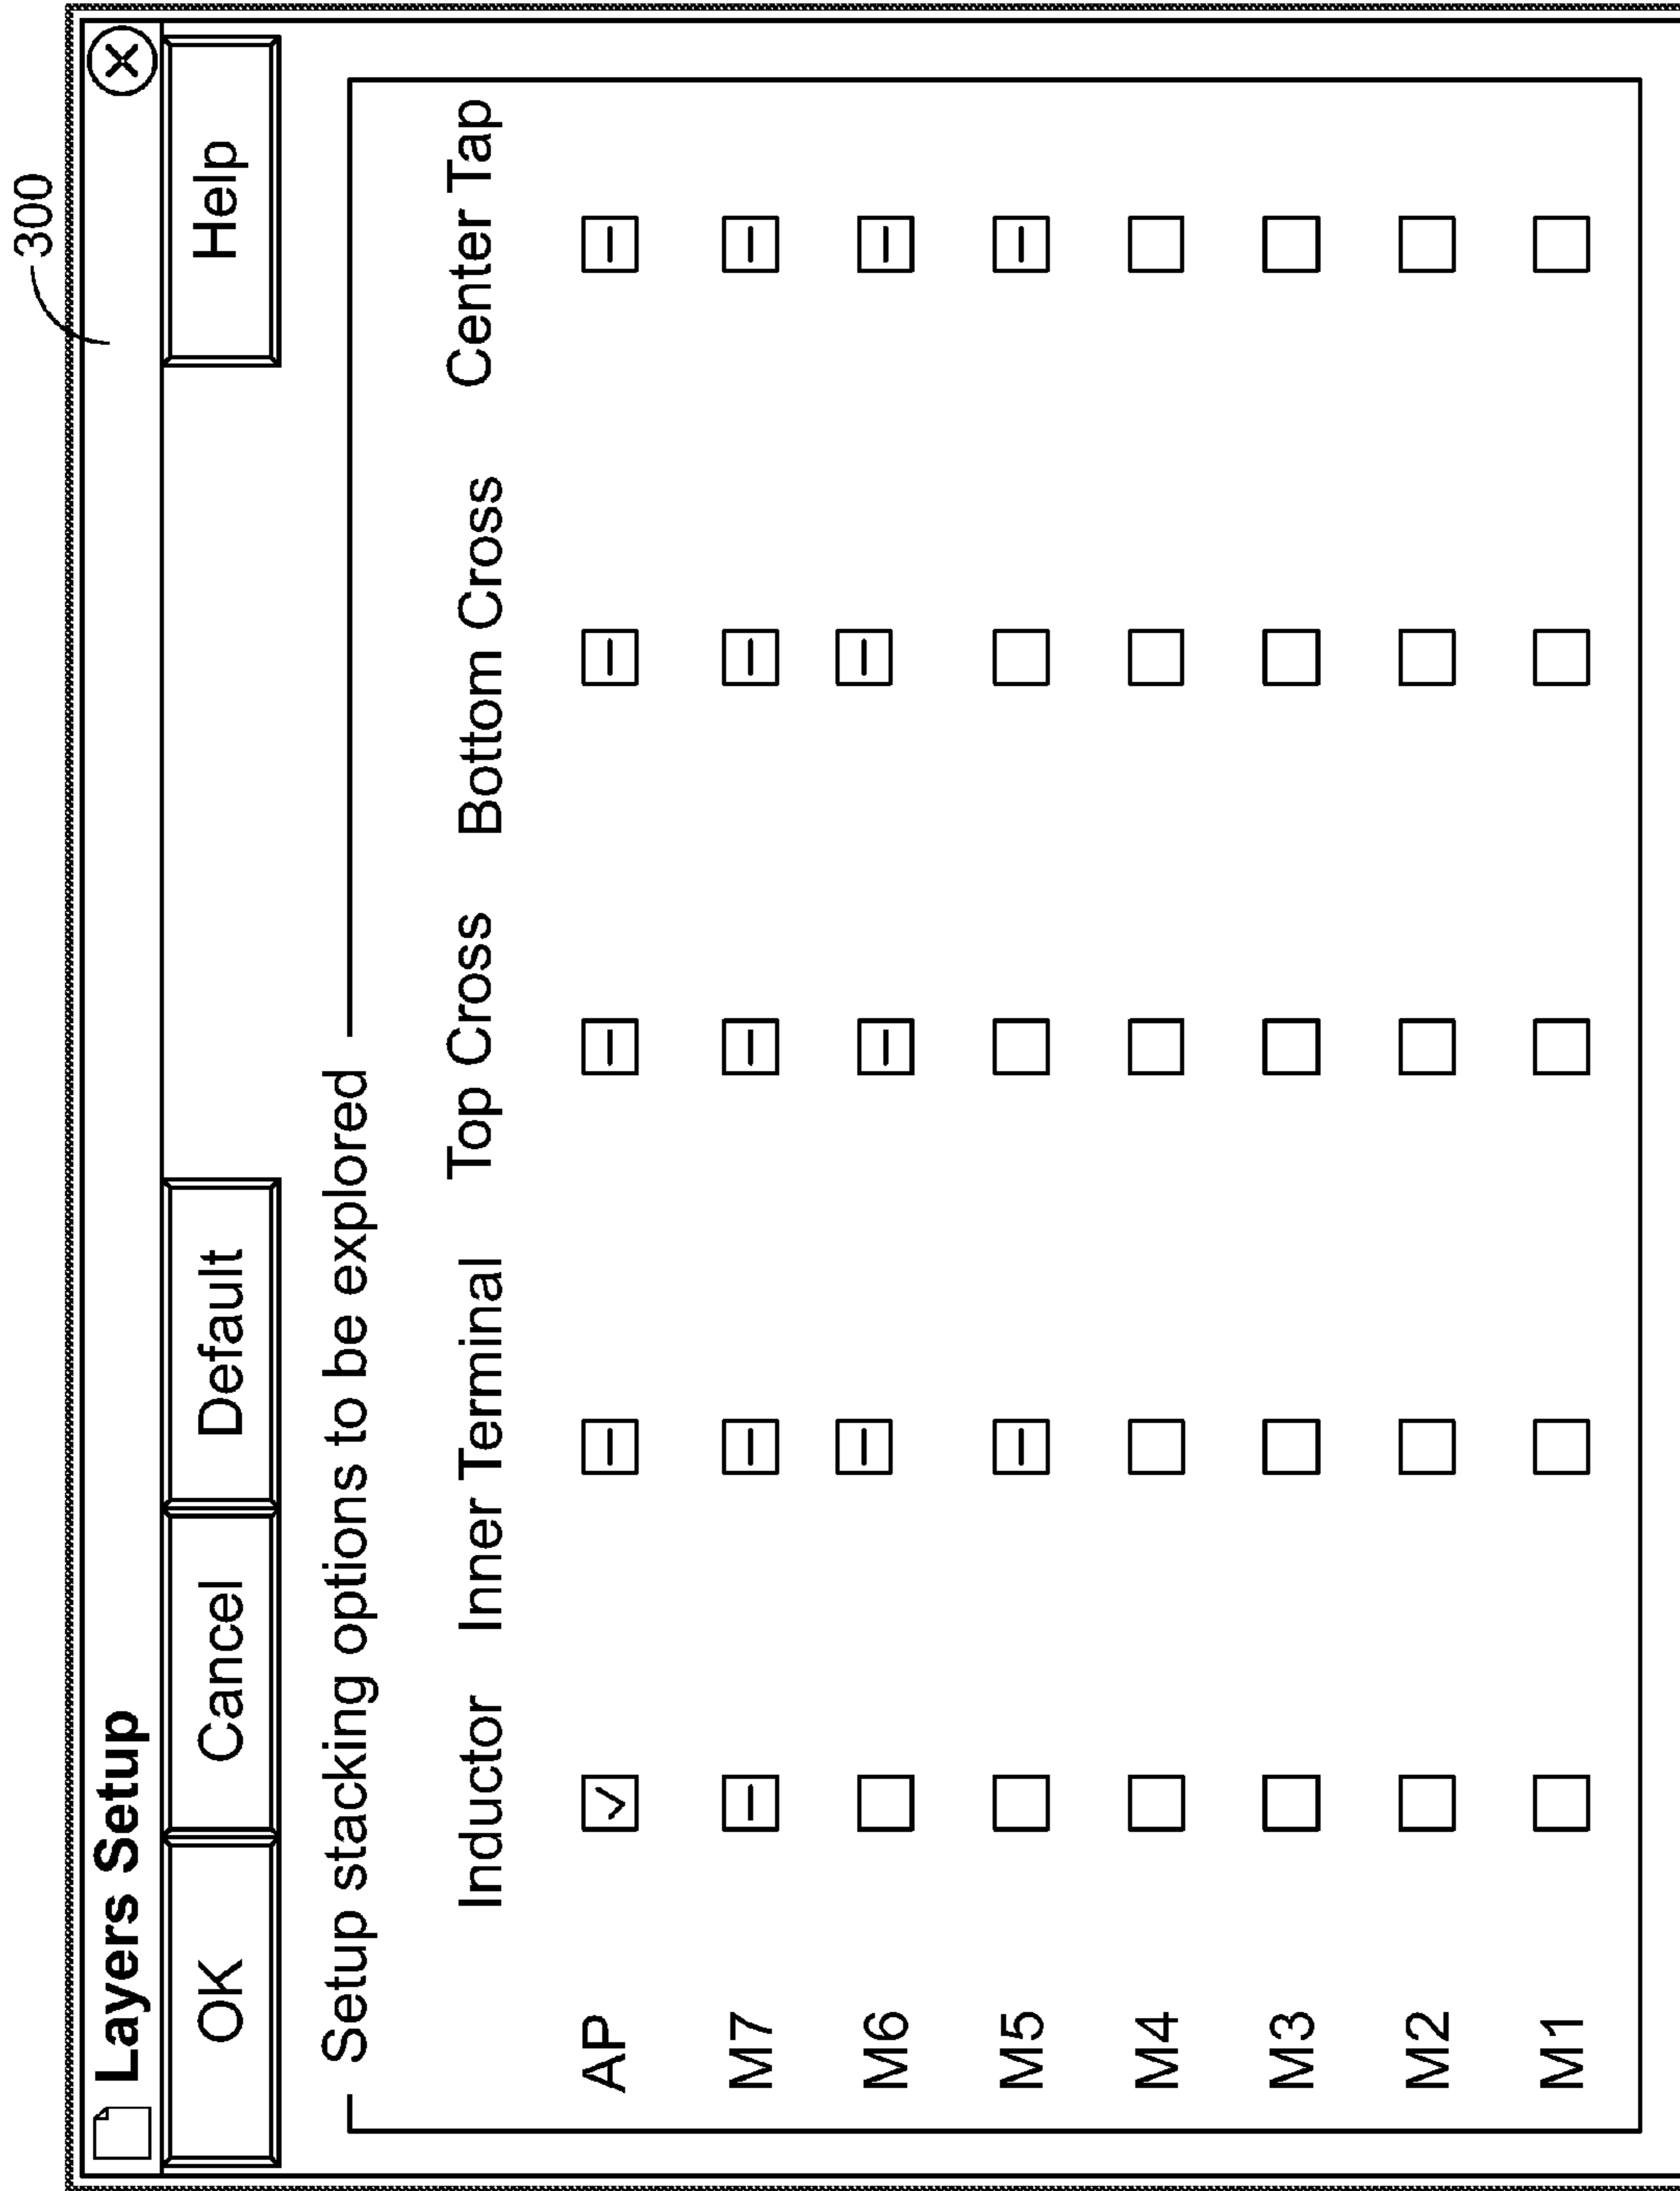 300
Layers Setup
OK Cancel Default Help
Setup stacking options to be explored
Inductor Inner Terminal Top Cross Bottom Cross Center Tap
AP
M7
M6
M5
M4
M3
M2
M1